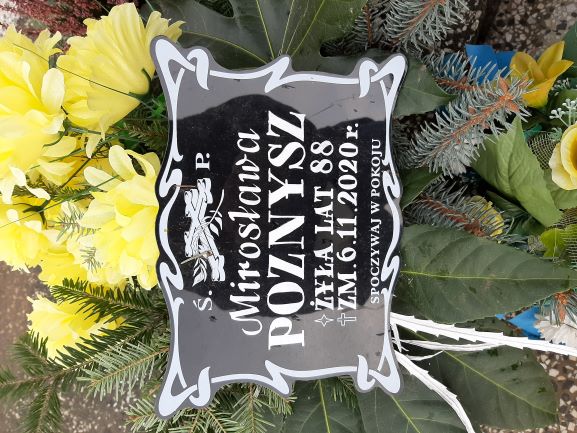 Ś. P.
Mirosława
POZNYSZ
ŻYŁA LAT 88
ZM 6.11.2020 r.
SPOCZYWAJ W POKOJU